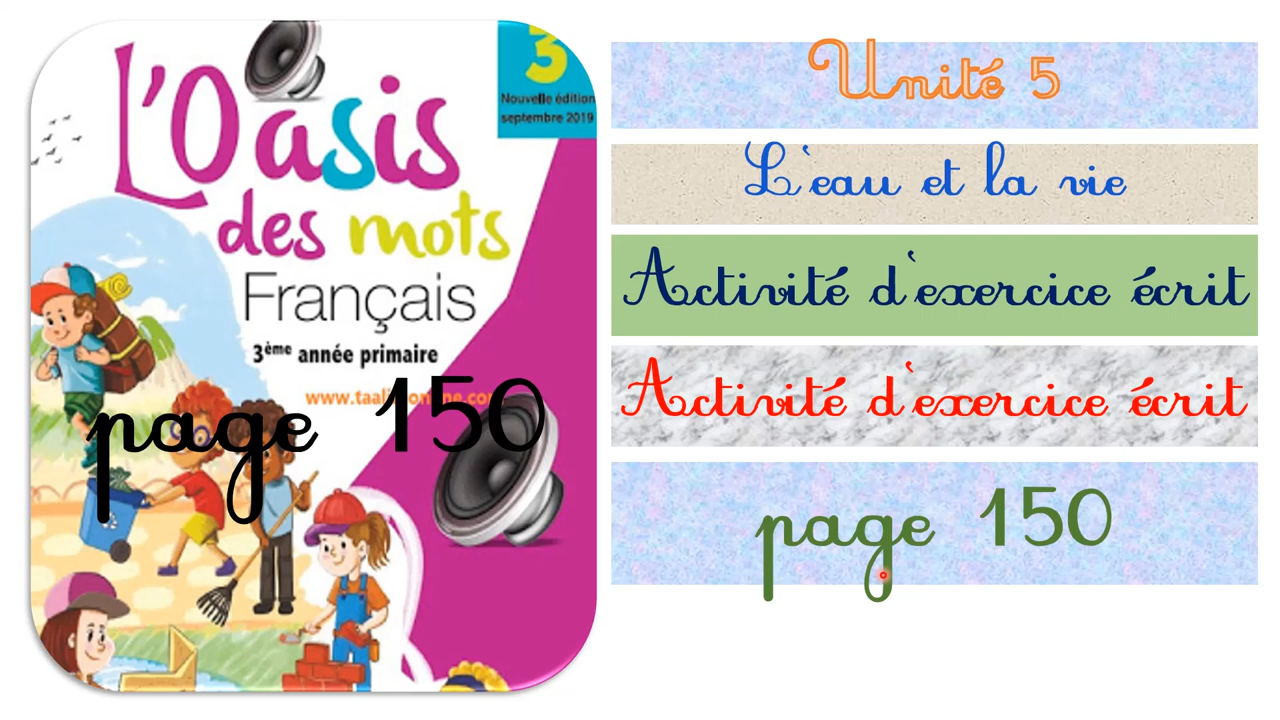 L'Oasis
des mots
Français
3ème année primaire
3
Nouvelle édition
septembre 2019
page 150
Unité 5
L'eau et la vie
Activité d'exercice écrit
Activité d'exercice écrit
page 150